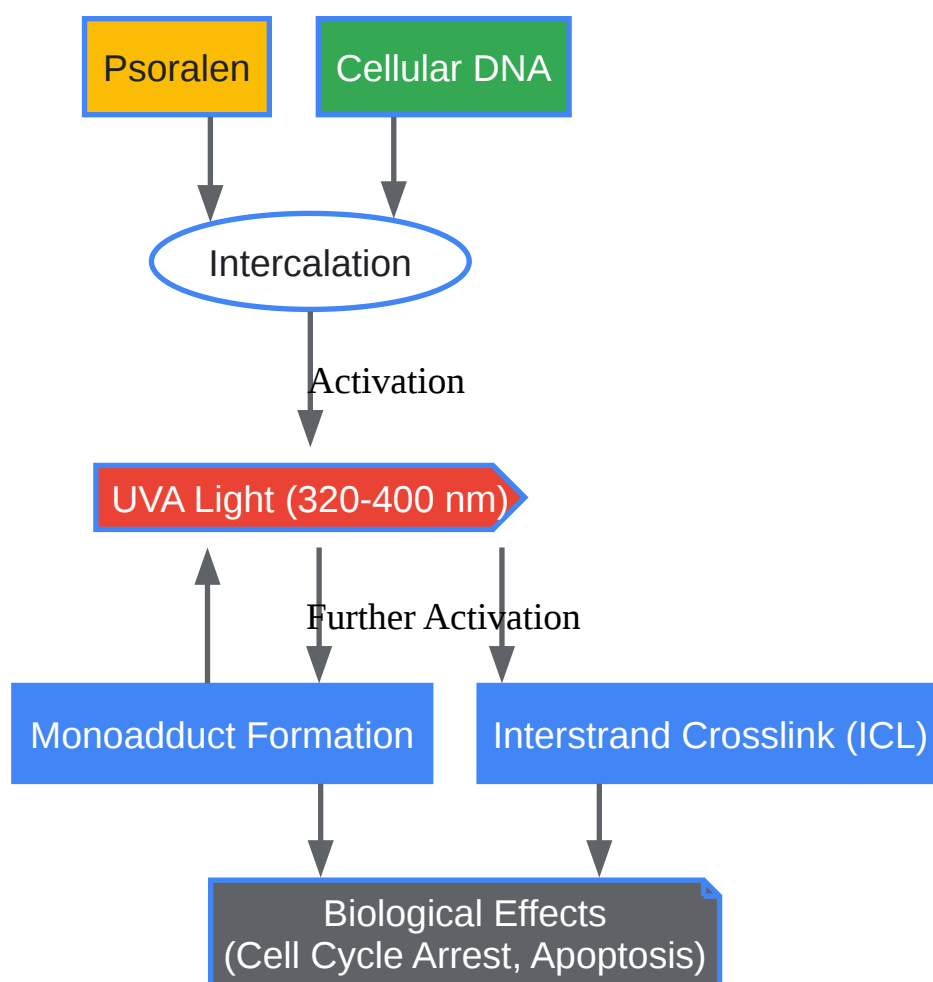 Psoralen
Cellular DNA
Intercalation
Activation
UVA Light (320-400 nm)
Further Activation
Monoadduct Formation
Interstrand Crosslink (ICL)
Biological Effects
(Cell Cycle Arrest, Apoptosis)